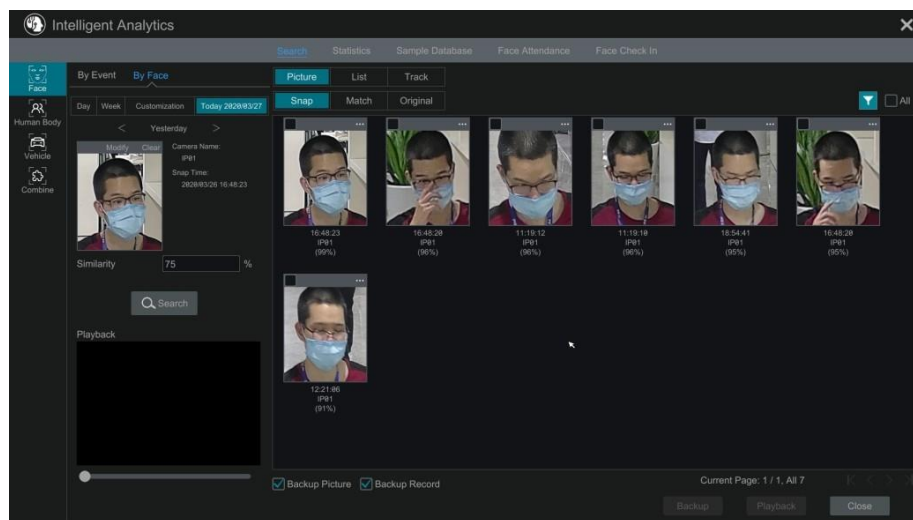 Intelligent Analytics
Search Statistics Sample Database Face Attendance Face Check In
Face
Human Body
Vehicle
Combine
By Event By Face
Day Week Customization Today 2020/03/27
< Yesterday >
Modify Clear
Camera Name:
IP01
Snap Time:
2020/03/26 16:48:23
Similarity 75 %
Search
Playback
Picture List Track
Snap Match Original
All
16:48:23
IP01
(99%)
16:48:20
IP01
(96%)
11:19:12
IP01
(96%)
11:19:10
IP01
(96%)
18:54:41
IP01
(95%)
16:48:20
IP01
(95%)
12:21:06
IP01
(91%)
Backup Picture Backup Record
Current Page: 1 / 1, All 7
Backup Playback Close